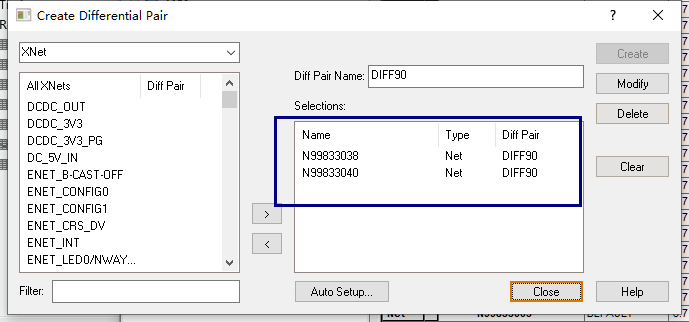 Create Differential Pair
XNet
All XNets Diff Pair
DCDC_OUT
DCDC_3V3
DCDC_3V3_PG
DC_5V_IN
ENET_B-CAST-OFF
ENET_CONFIG0
ENET_CONFIG1
ENET_CRS_DV
ENET_INT
ENET_LED0/NWAY...
Filter:
Diff Pair Name: DIFF90
Selections:
Name Type Diff Pair
N99833038 Net DIFF90
N99833040 Net DIFF90
>
<
Auto Setup...
Close
Create
Modify
Delete
Clear
Help